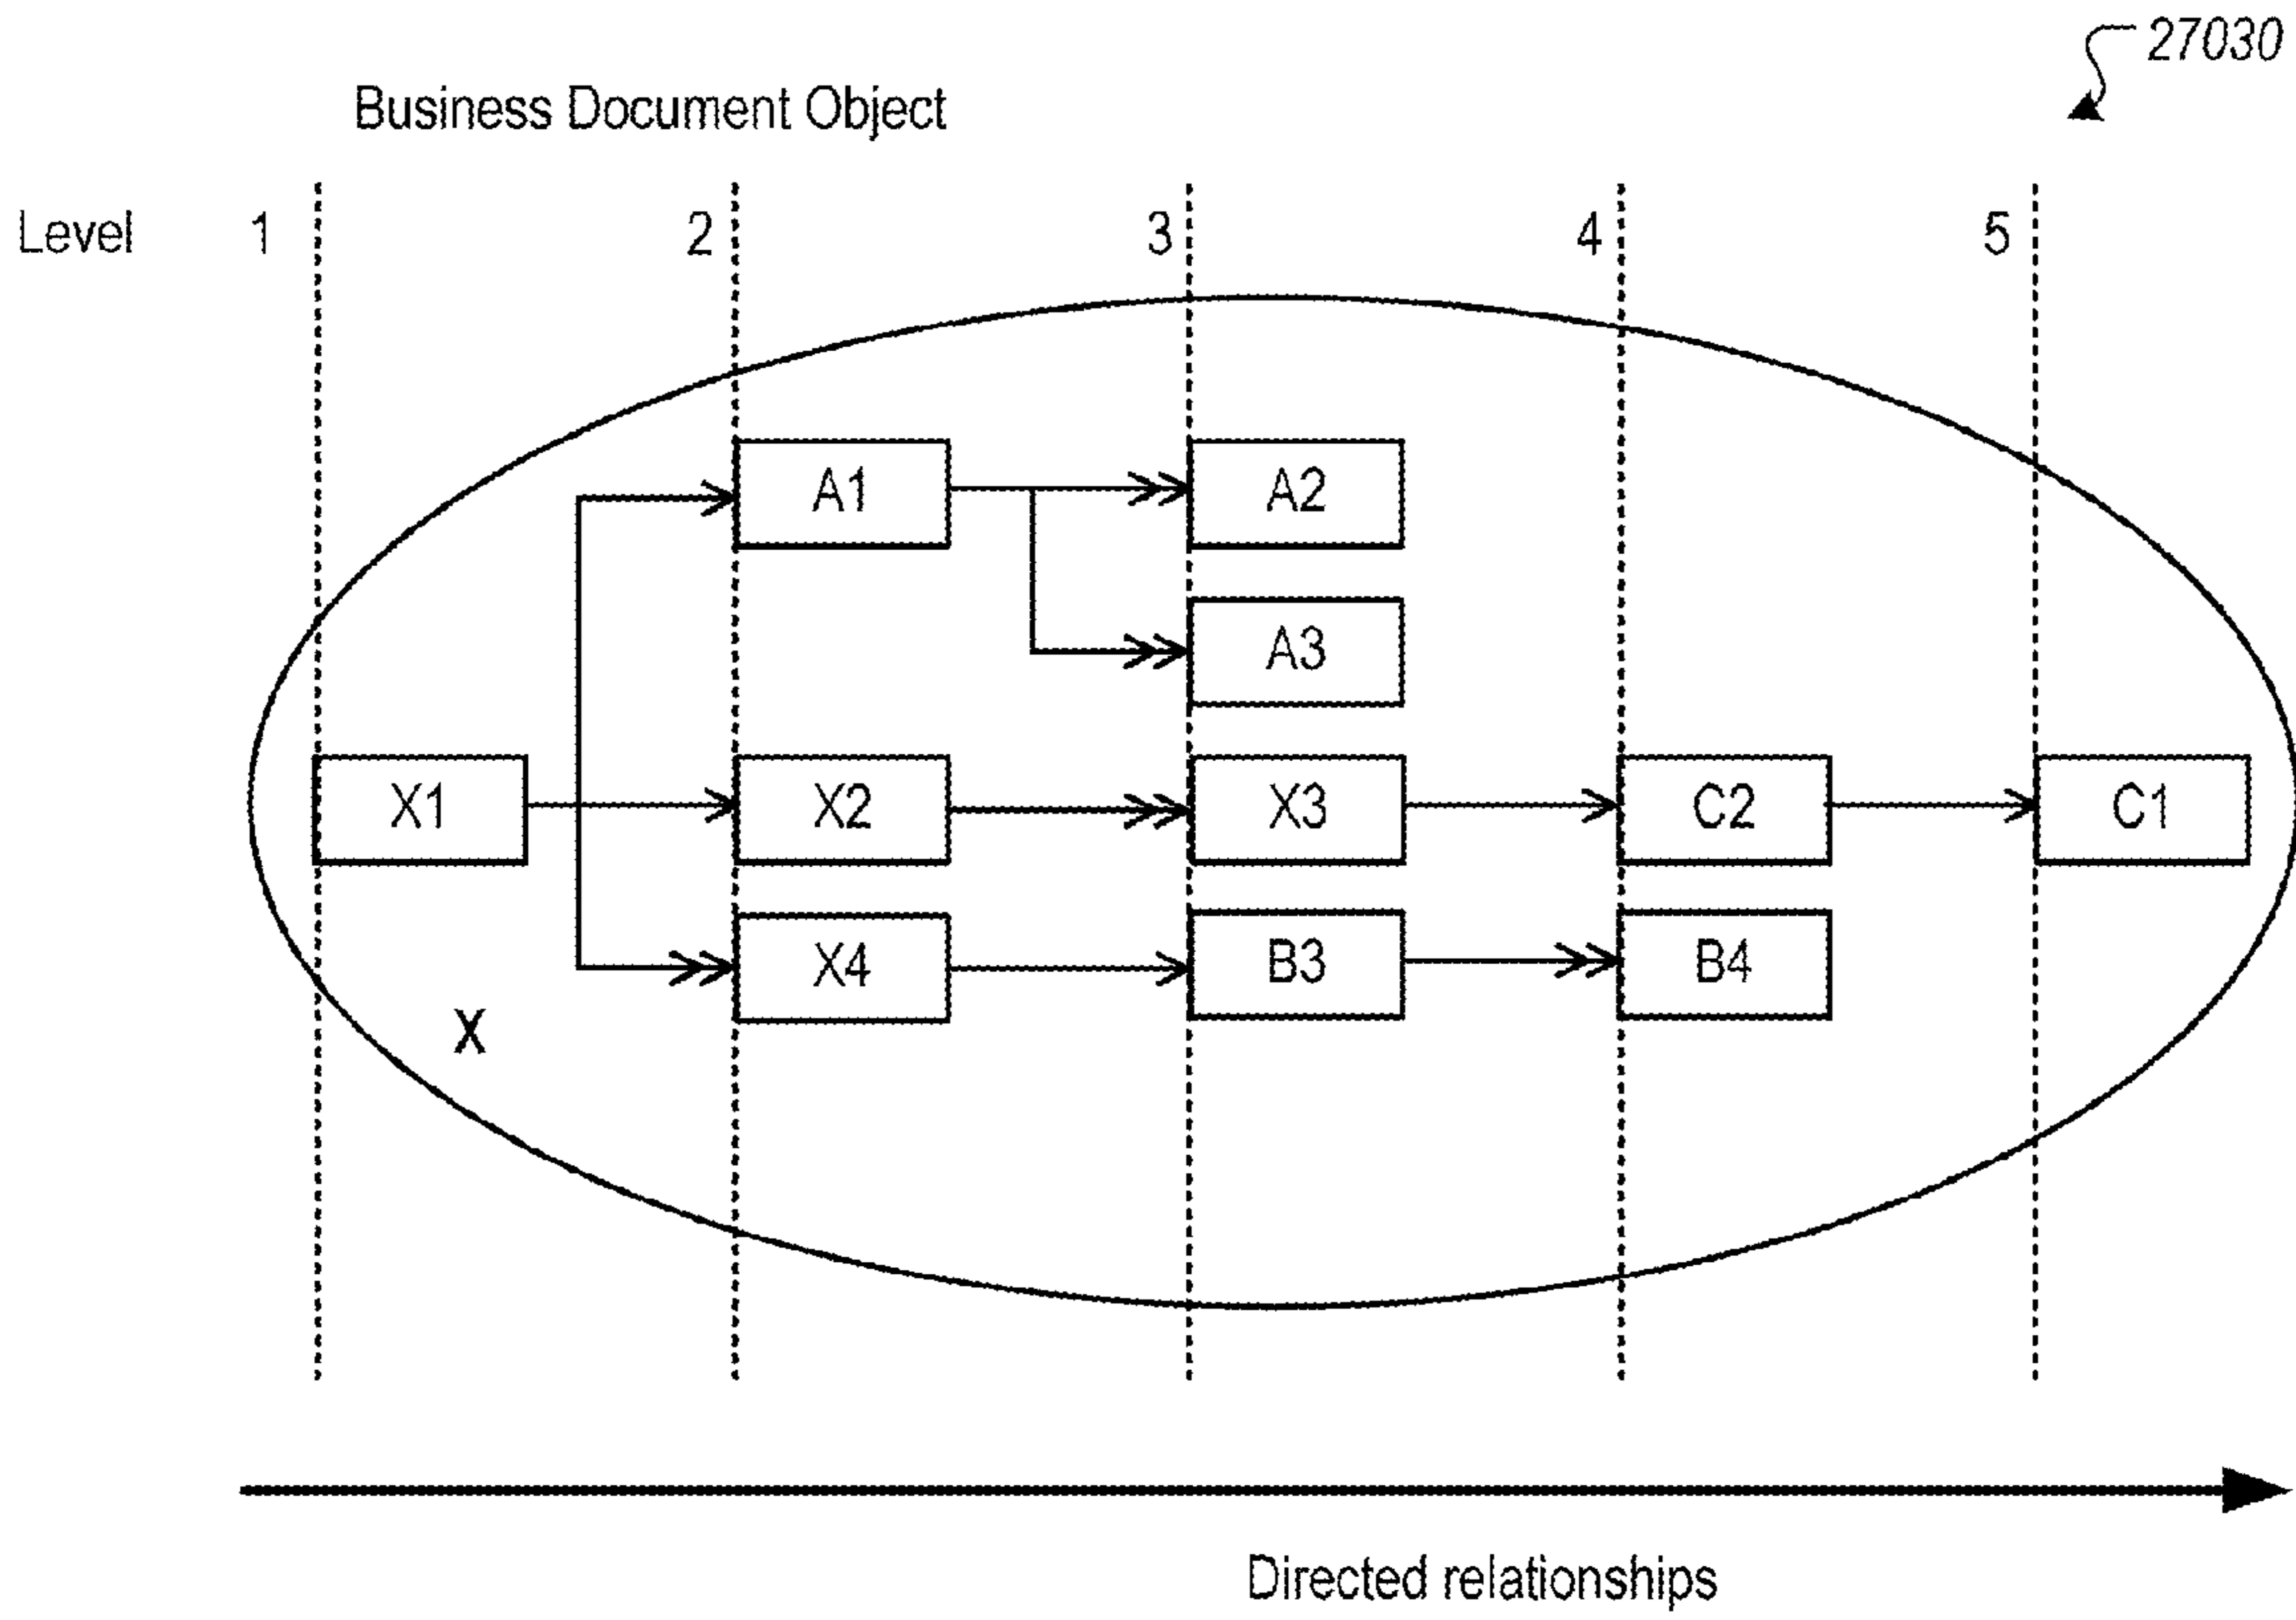 27030
Business Document Object
Level 1 2 3 4 5
A1 A2
A3
X1 X2 X3 C2 C1
X4 B3 B4
X
Directed relationships